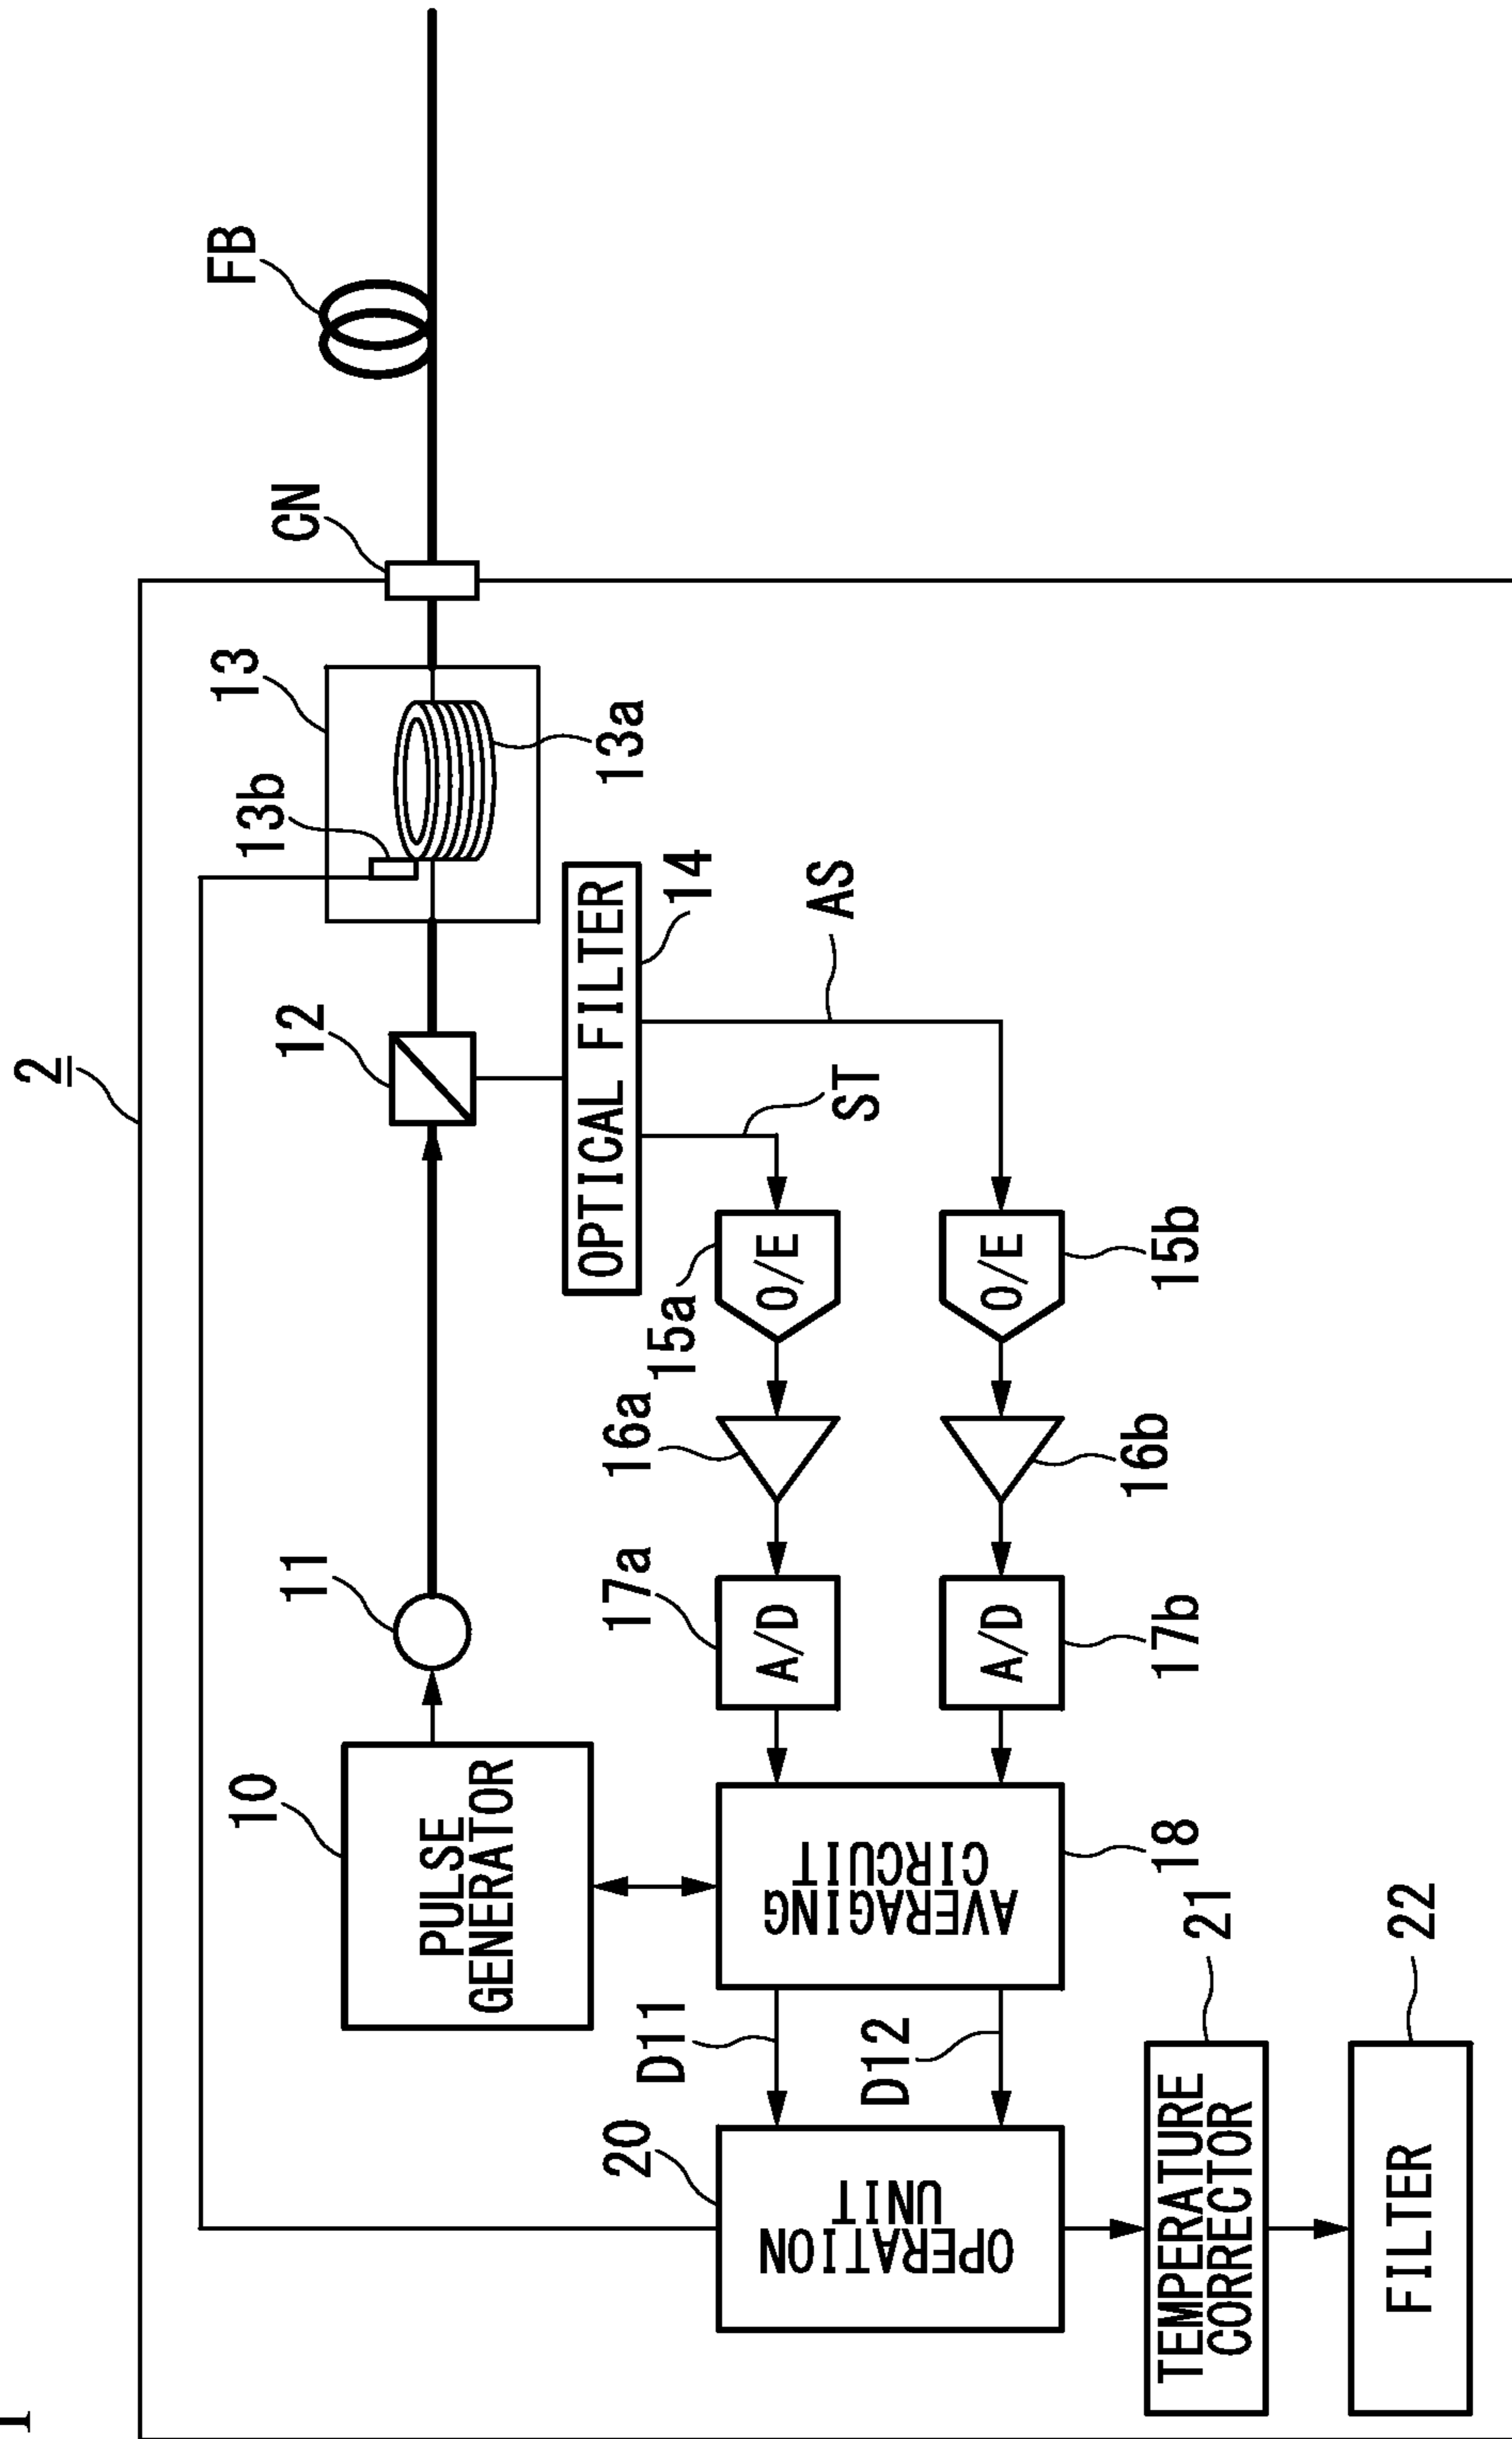 2
FB
CN
13
13b
13a
12
14
OPTICAL FILTER
AS
ST
11
15a
O/E
15b
O/E
16a
16b
17a
A/D
17b
A/D
10
PULSE
GENERATOR
AVERAGING
CIRCUIT
18
D11
D12
20
OPERATION
UNIT
21
TEMPERATURE
CORRECTOR
22
FILTER